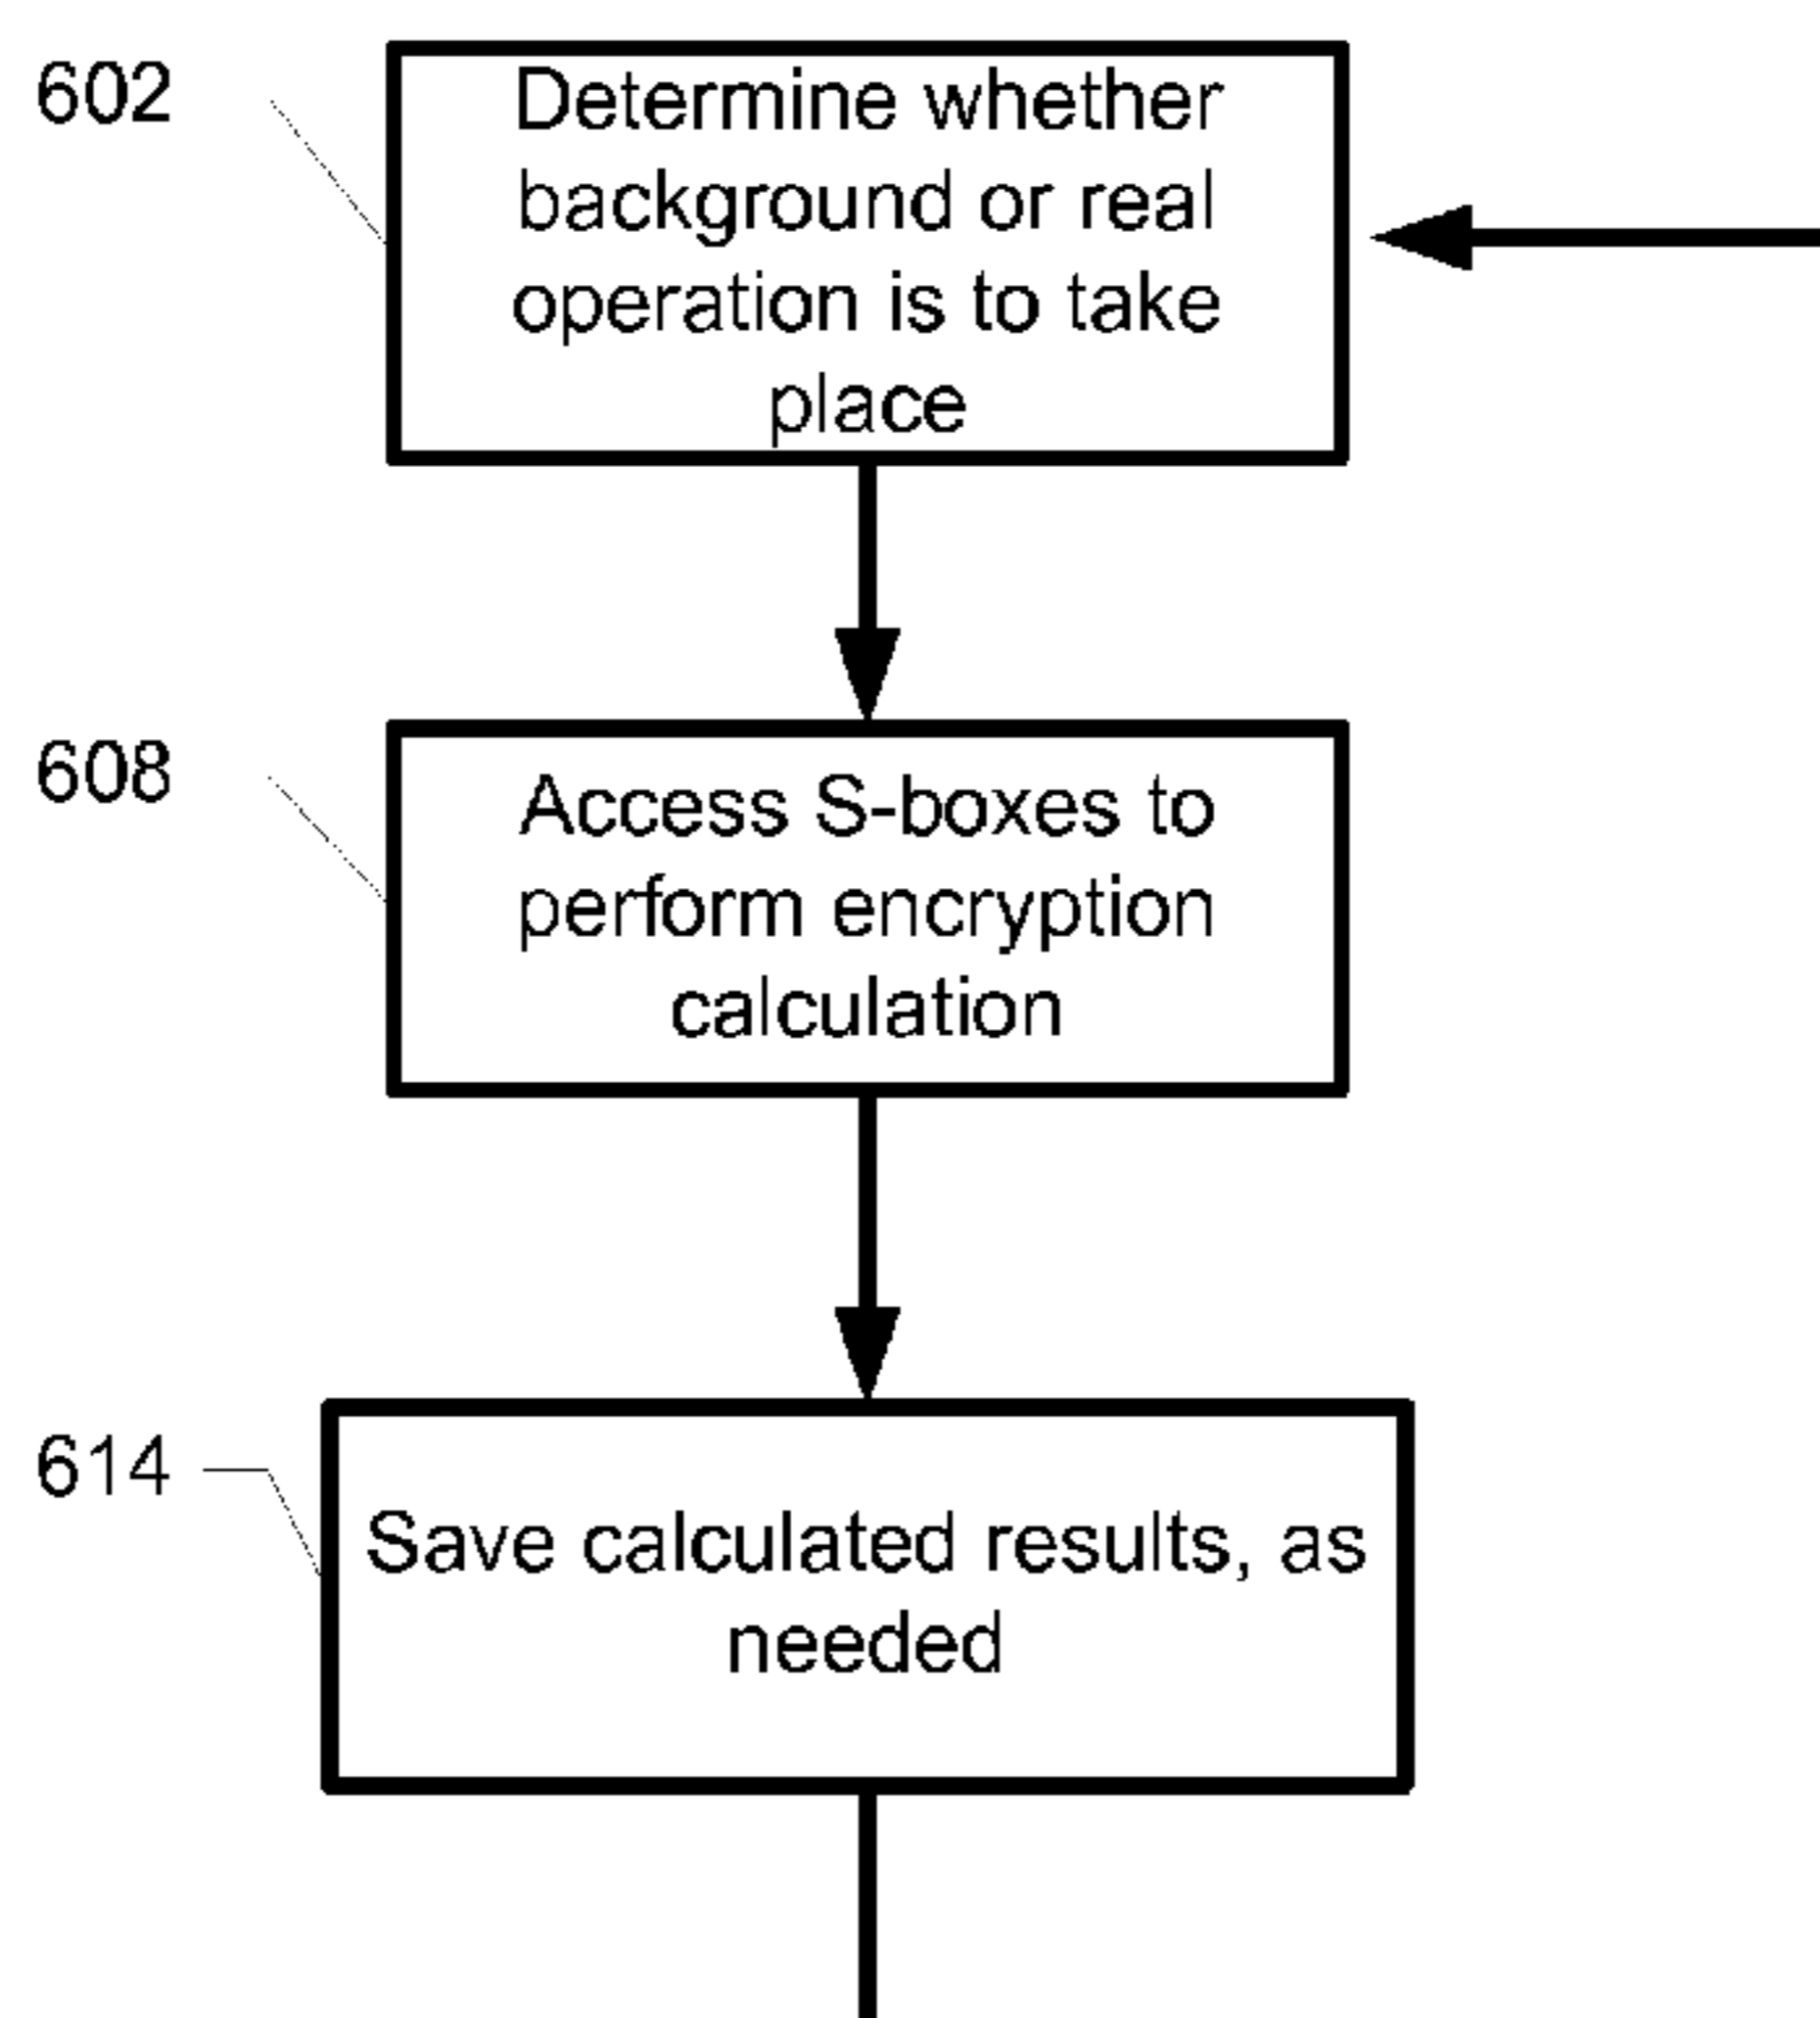 602
Determine whether
background or real
operation is to take
place
608
Access S-boxes to
perform encryption
calculation
614
Save calculated results, as
needed